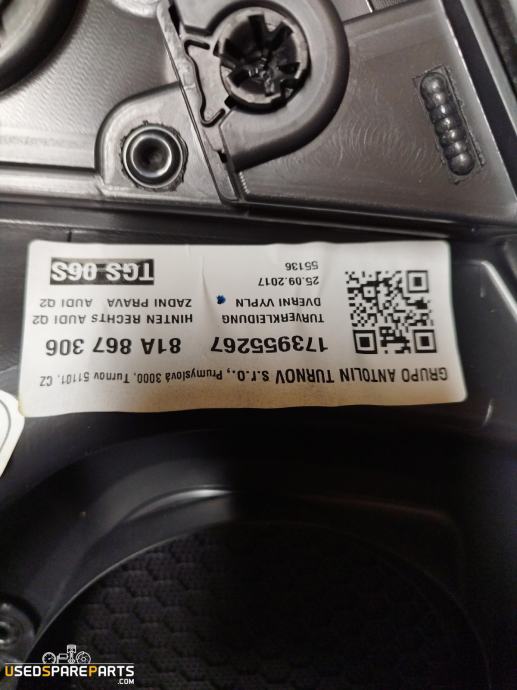 GRUPO ANTOLIN TURNOV s.r.o., Průmyslová 3000, Turnov 51101, CZ
173955267 81A 867 306
TURVERKLEIDUNG HINTEN RECHTS AUDI Q2
DVERNI VYPLN ZADNI PRAVA AUDI Q2
25.09.2017
55136
TGS 06S
USEDSPAREPARTS
.COM